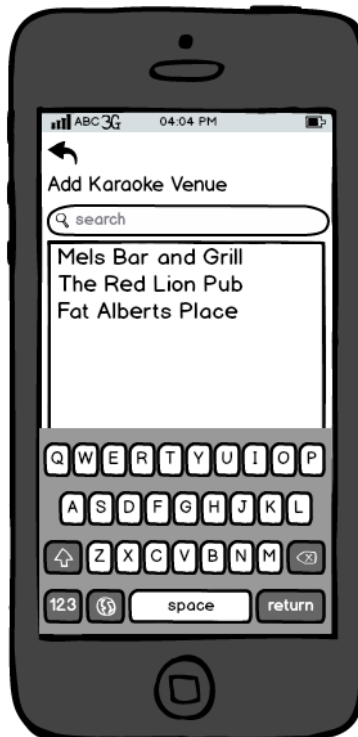 ABC 3G 04:04 PM
Add Karaoke Venue
search
Mels Bar and Grill
The Red Lion Pub
Fat Alberts Place
Q W E R T Y U I O P
A S D F G H J K L
Z X C V B N M
123 space return